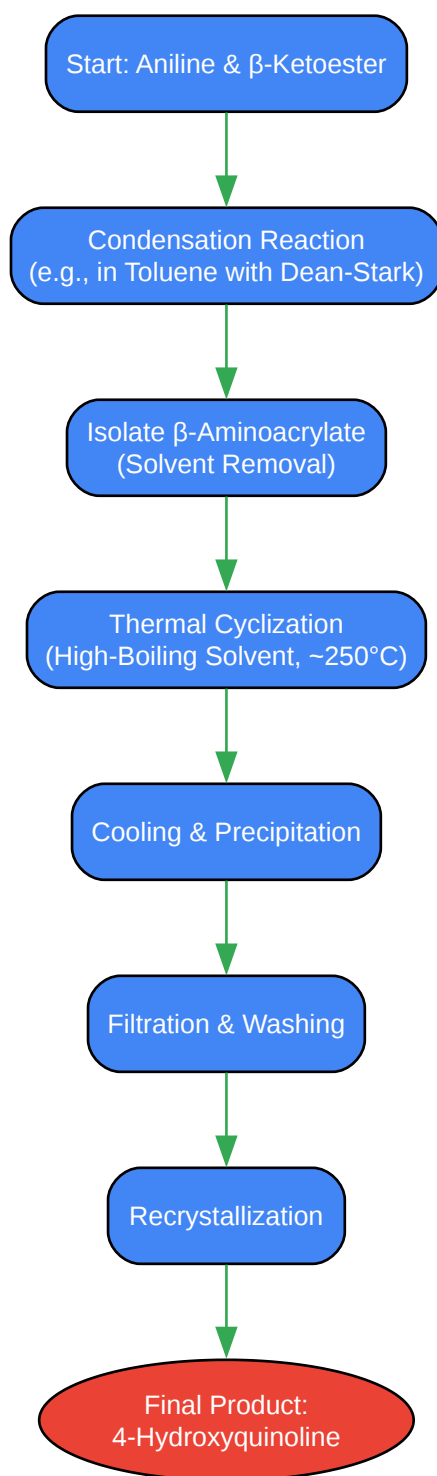 Start: Aniline & β-Ketoester
Condensation Reaction
(e.g., in Toluene with Dean-Stark)
Isolate β-Aminoacrylate
(Solvent Removal)
Thermal Cyclization
(High-Boiling Solvent, ~250°C)
Cooling & Precipitation
Filtration & Washing
Recrystallization
Final Product:
4-Hydroxyquinoline